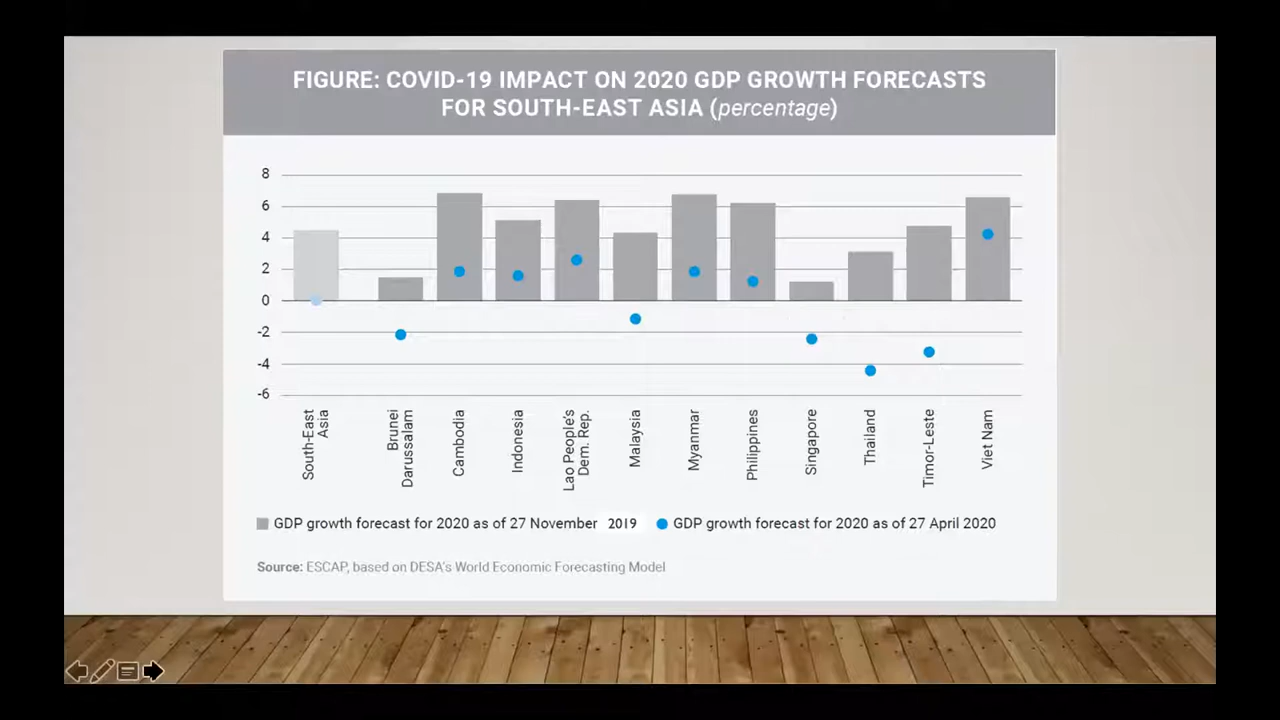 FIGURE: COVID-19 IMPACT ON 2020 GDP GROWTH FORECASTS
FOR SOUTH-EAST ASIA (percentage)
8
6
4
2
0
-2
-4
-6
South-East
Asia
Brunei
Darussalam
Cambodia
Indonesia
Lao People's
Dem. Rep.
Malaysia
Myanmar
Philippines
Singapore
Thailand
Timor-Leste
Viet Nam
GDP growth forecast for 2020 as of 27 November 2019
GDP growth forecast for 2020 as of 27 April 2020
Source: ESCAP, based on DESA's World Economic Forecasting Model